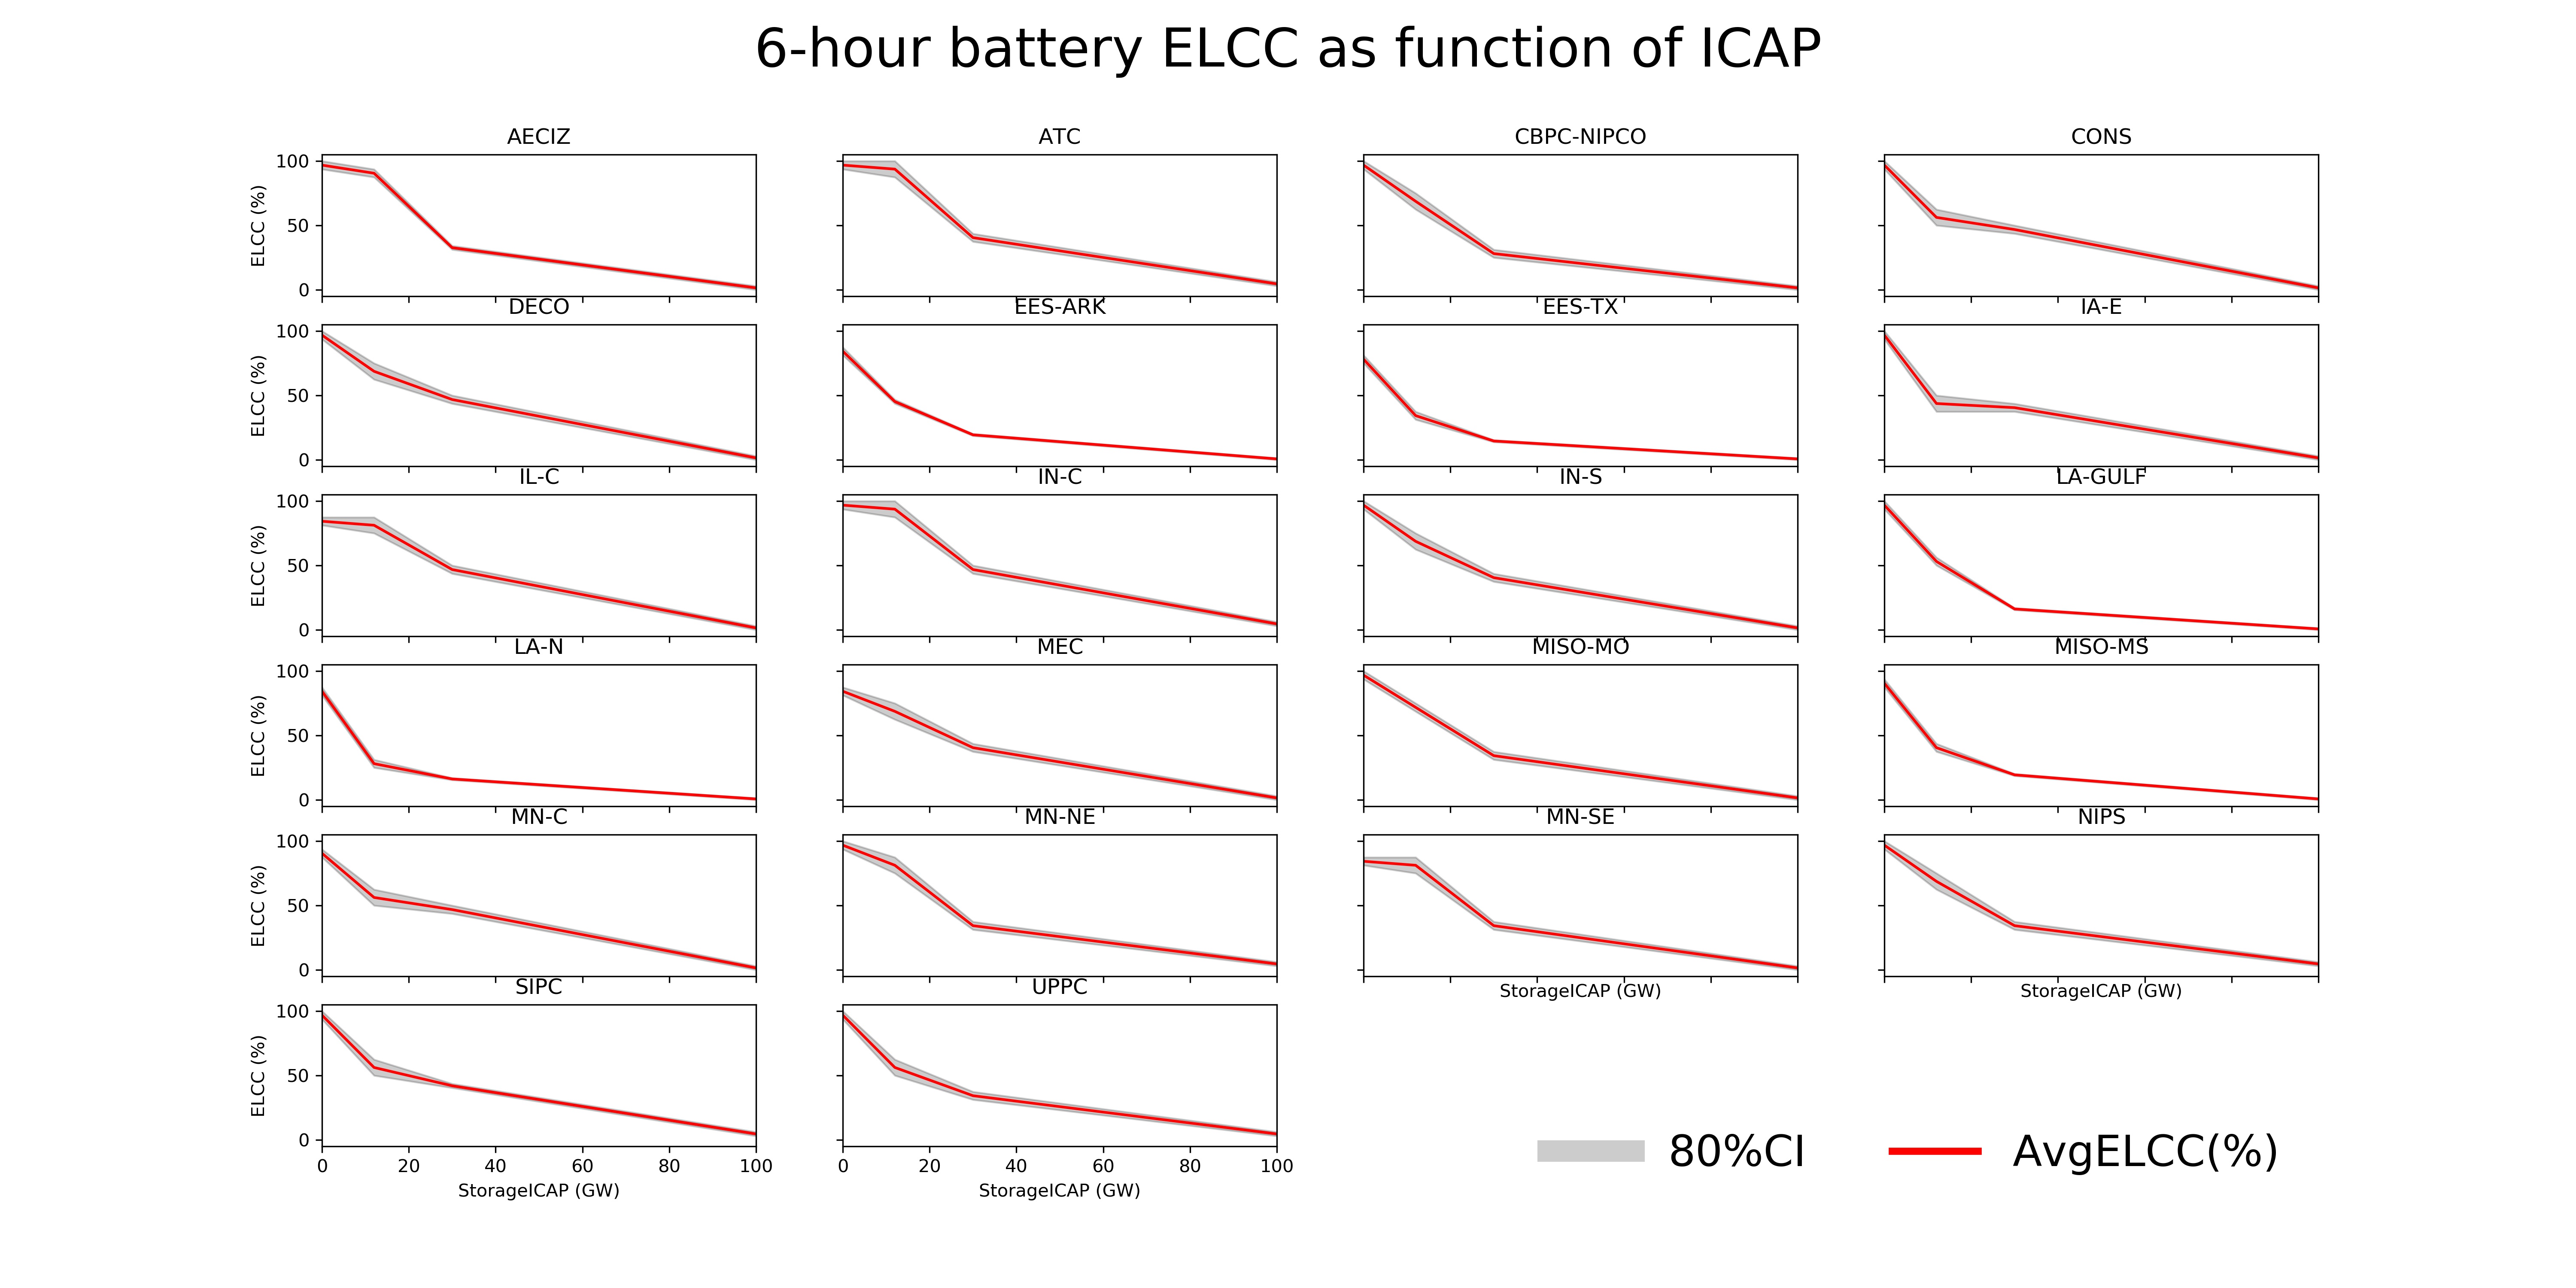 6-hour battery ELCC as function of ICAP
AECIZ
ATC
CBPC-NIPCO
CONS
ELCC (%)
100
50
0
DECO
EES-ARK
EES-TX
IA-E
ELCC (%)
100
50
0
IL-C
IN-C
IN-S
LA-GULF
ELCC (%)
100
50
0
LA-N
MEC
MISO-MO
MISO-MS
ELCC (%)
100
50
0
MN-C
MN-NE
MN-SE
NIPS
ELCC (%)
100
50
0
StorageICAP (GW)
StorageICAP (GW)
SIPC
UPPC
ELCC (%)
100
50
0
0 20 40 60 80 100
0 20 40 60 80 100
StorageICAP (GW)
StorageICAP (GW)
80%CI
AvgELCC(%)